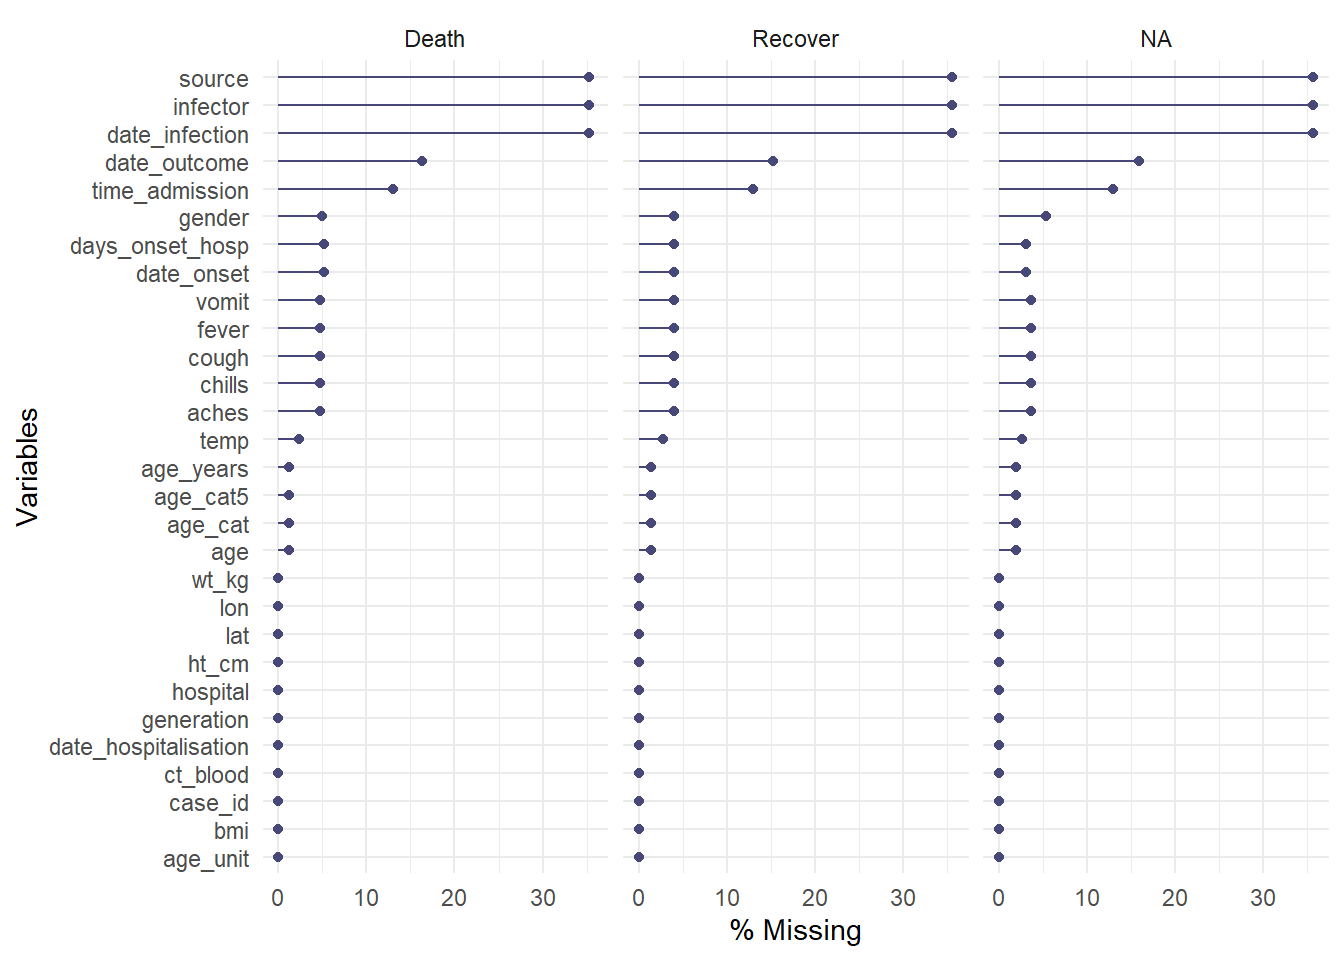 Death Recover NA
source
infector
date_infection
date_outcome
time_admission
gender
days_onset_hosp
date_onset
vomit
fever
cough
chills
aches
temp
age_years
age_cat5
age_cat
age
wt_kg
lon
lat
ht_cm
hospital
generation
date_hospitalisation
ct_blood
case_id
bmi
age_unit
Variables
0 10 20 30 0 10 20 30 0 10 20 30
% Missing